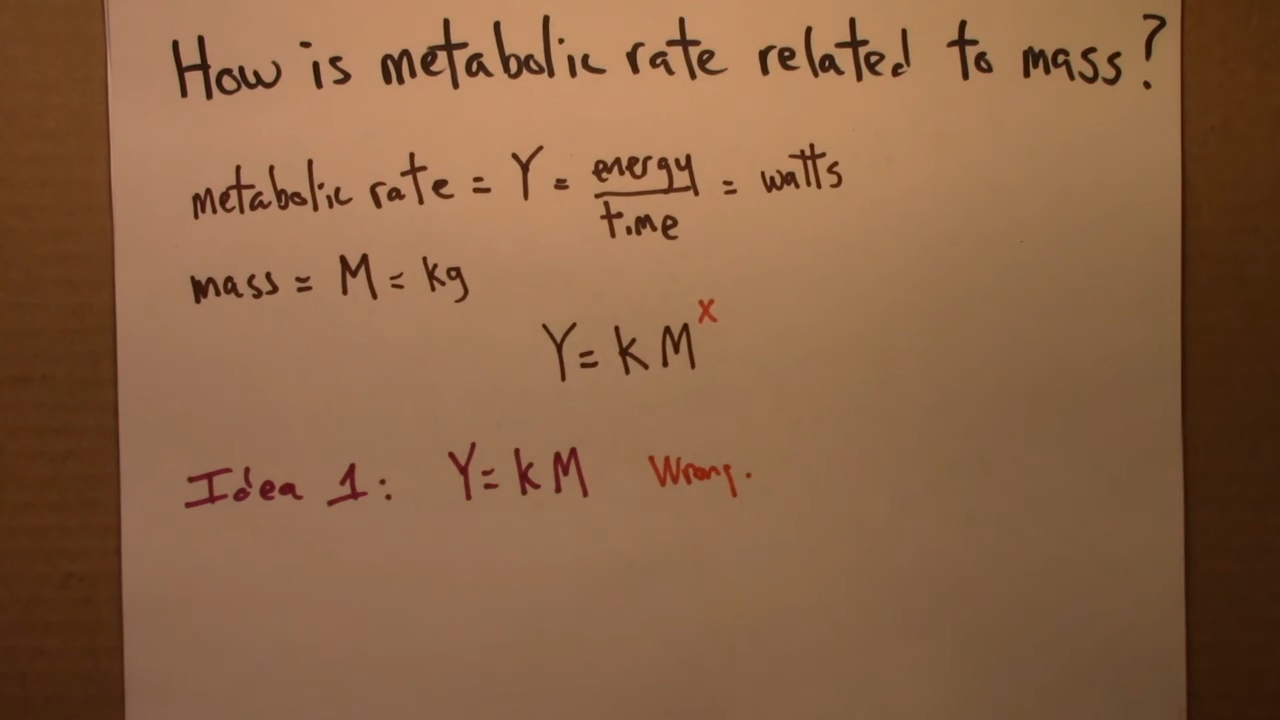 How is metabolic rate related to mass?
metabolic rate = Y = energy/time = watts
mass = M = kg
Y = k M^x
Idea 1: Y = k M Wrong.